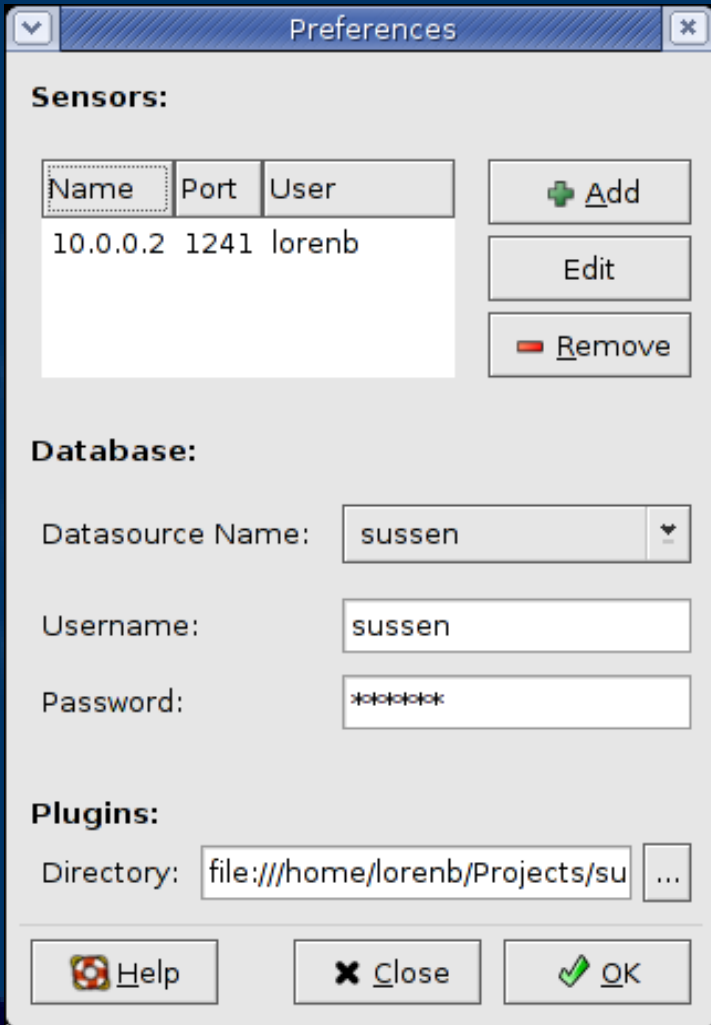 Preferences
Sensors:
Name Port User
10.0.0.2 1241 lorenb
Add
Edit
Remove
Database:
Datasource Name: sussen
Username: sussen
Password: *******
Plugins:
Directory: file:///home/lorenb/Projects/su ...
Help Close OK